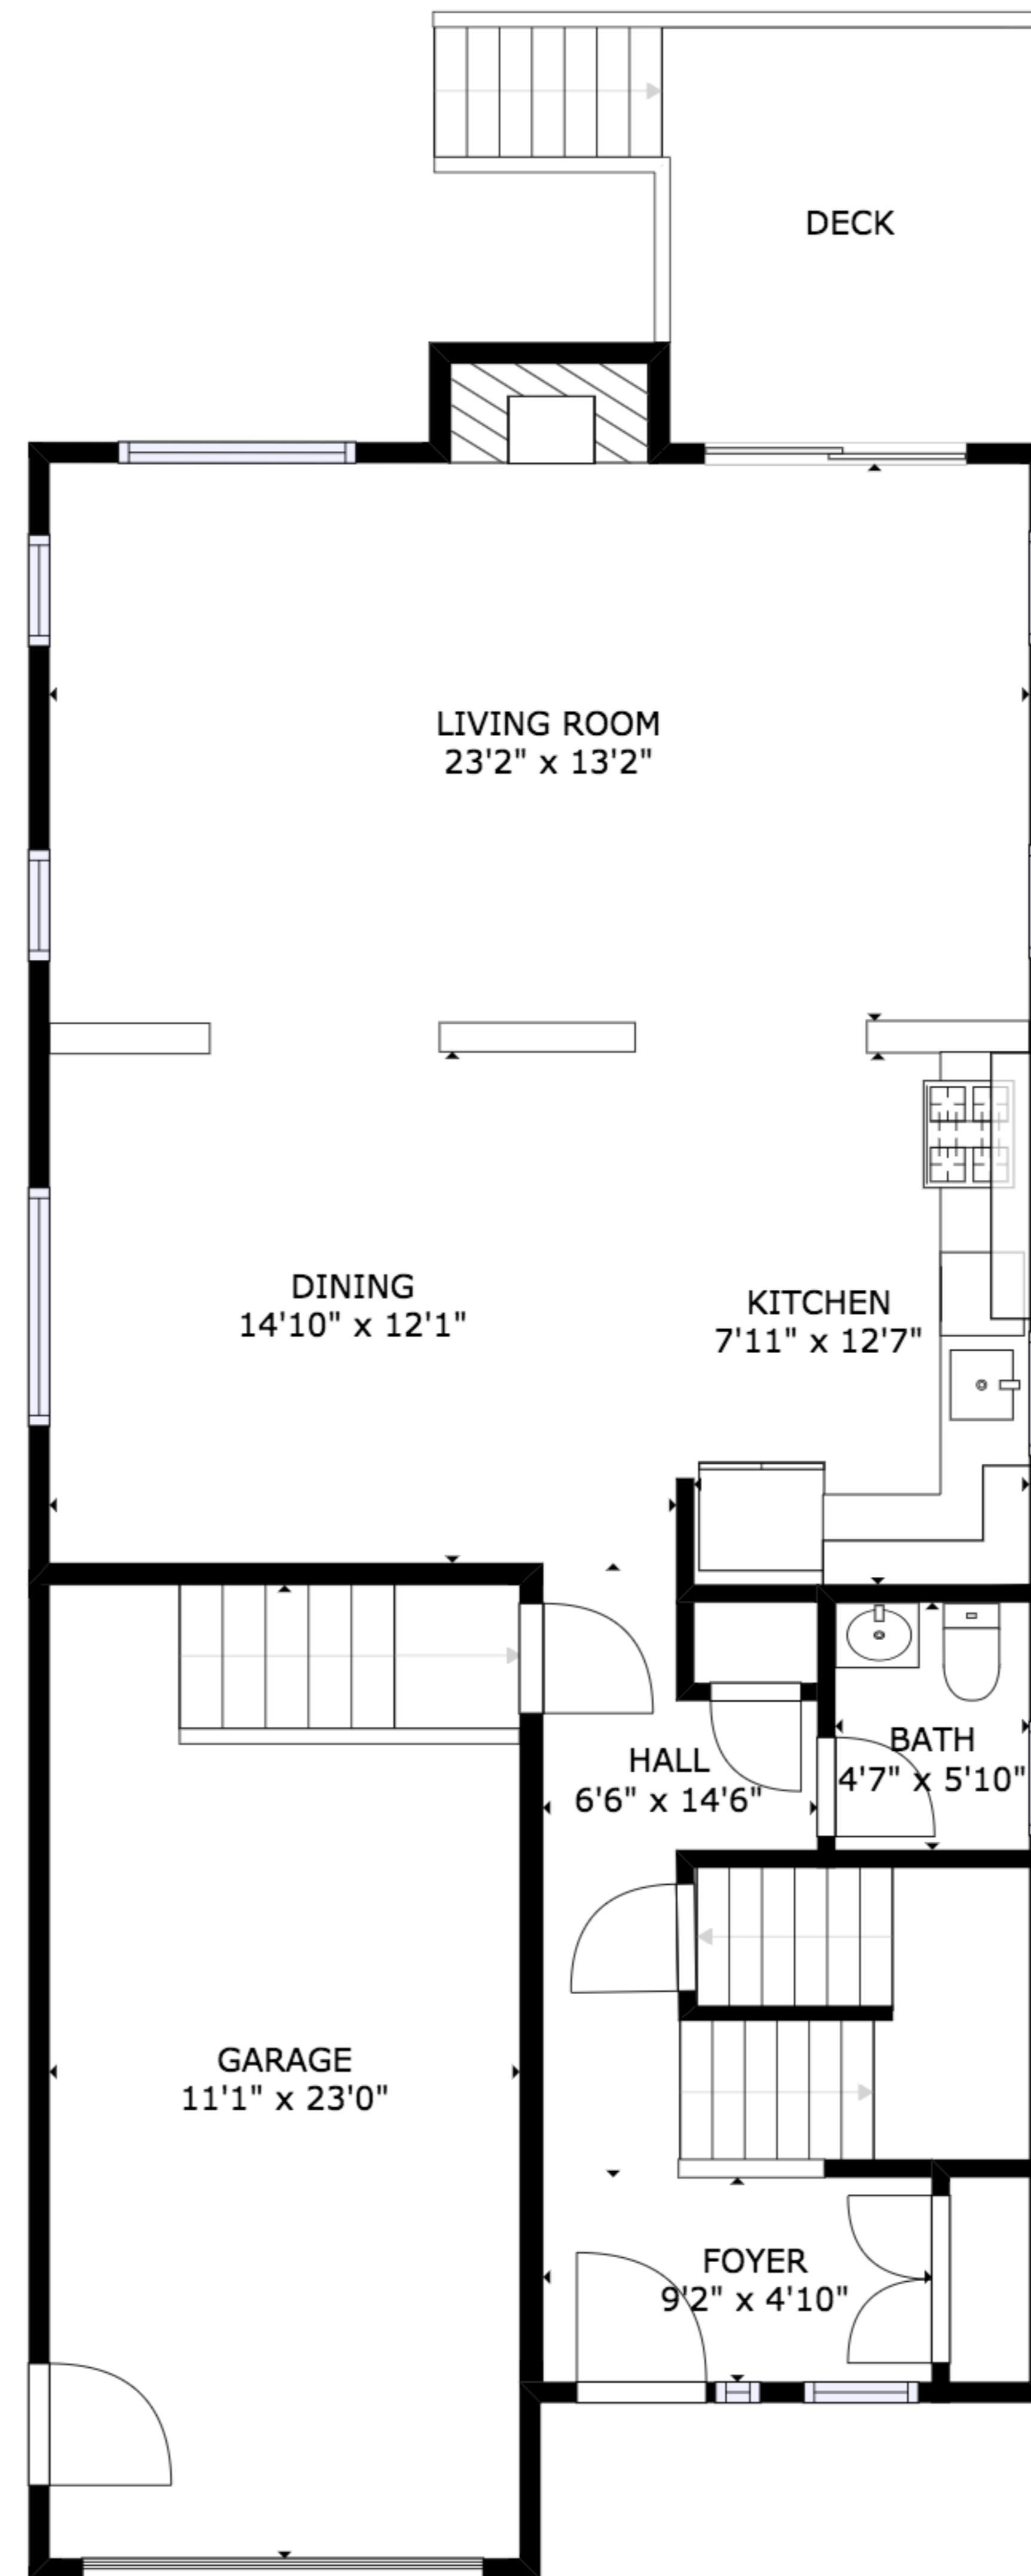 DECK
LIVING ROOM
23'2" x 13'2"
DINING
14'10" x 12'1"
KITCHEN
7'11" x 12'7"
HALL
6'6" x 14'6"
BATH
4'7" x 5'10"
GARAGE
11'1" x 23'0"
FOYER
9'2" x 4'10"